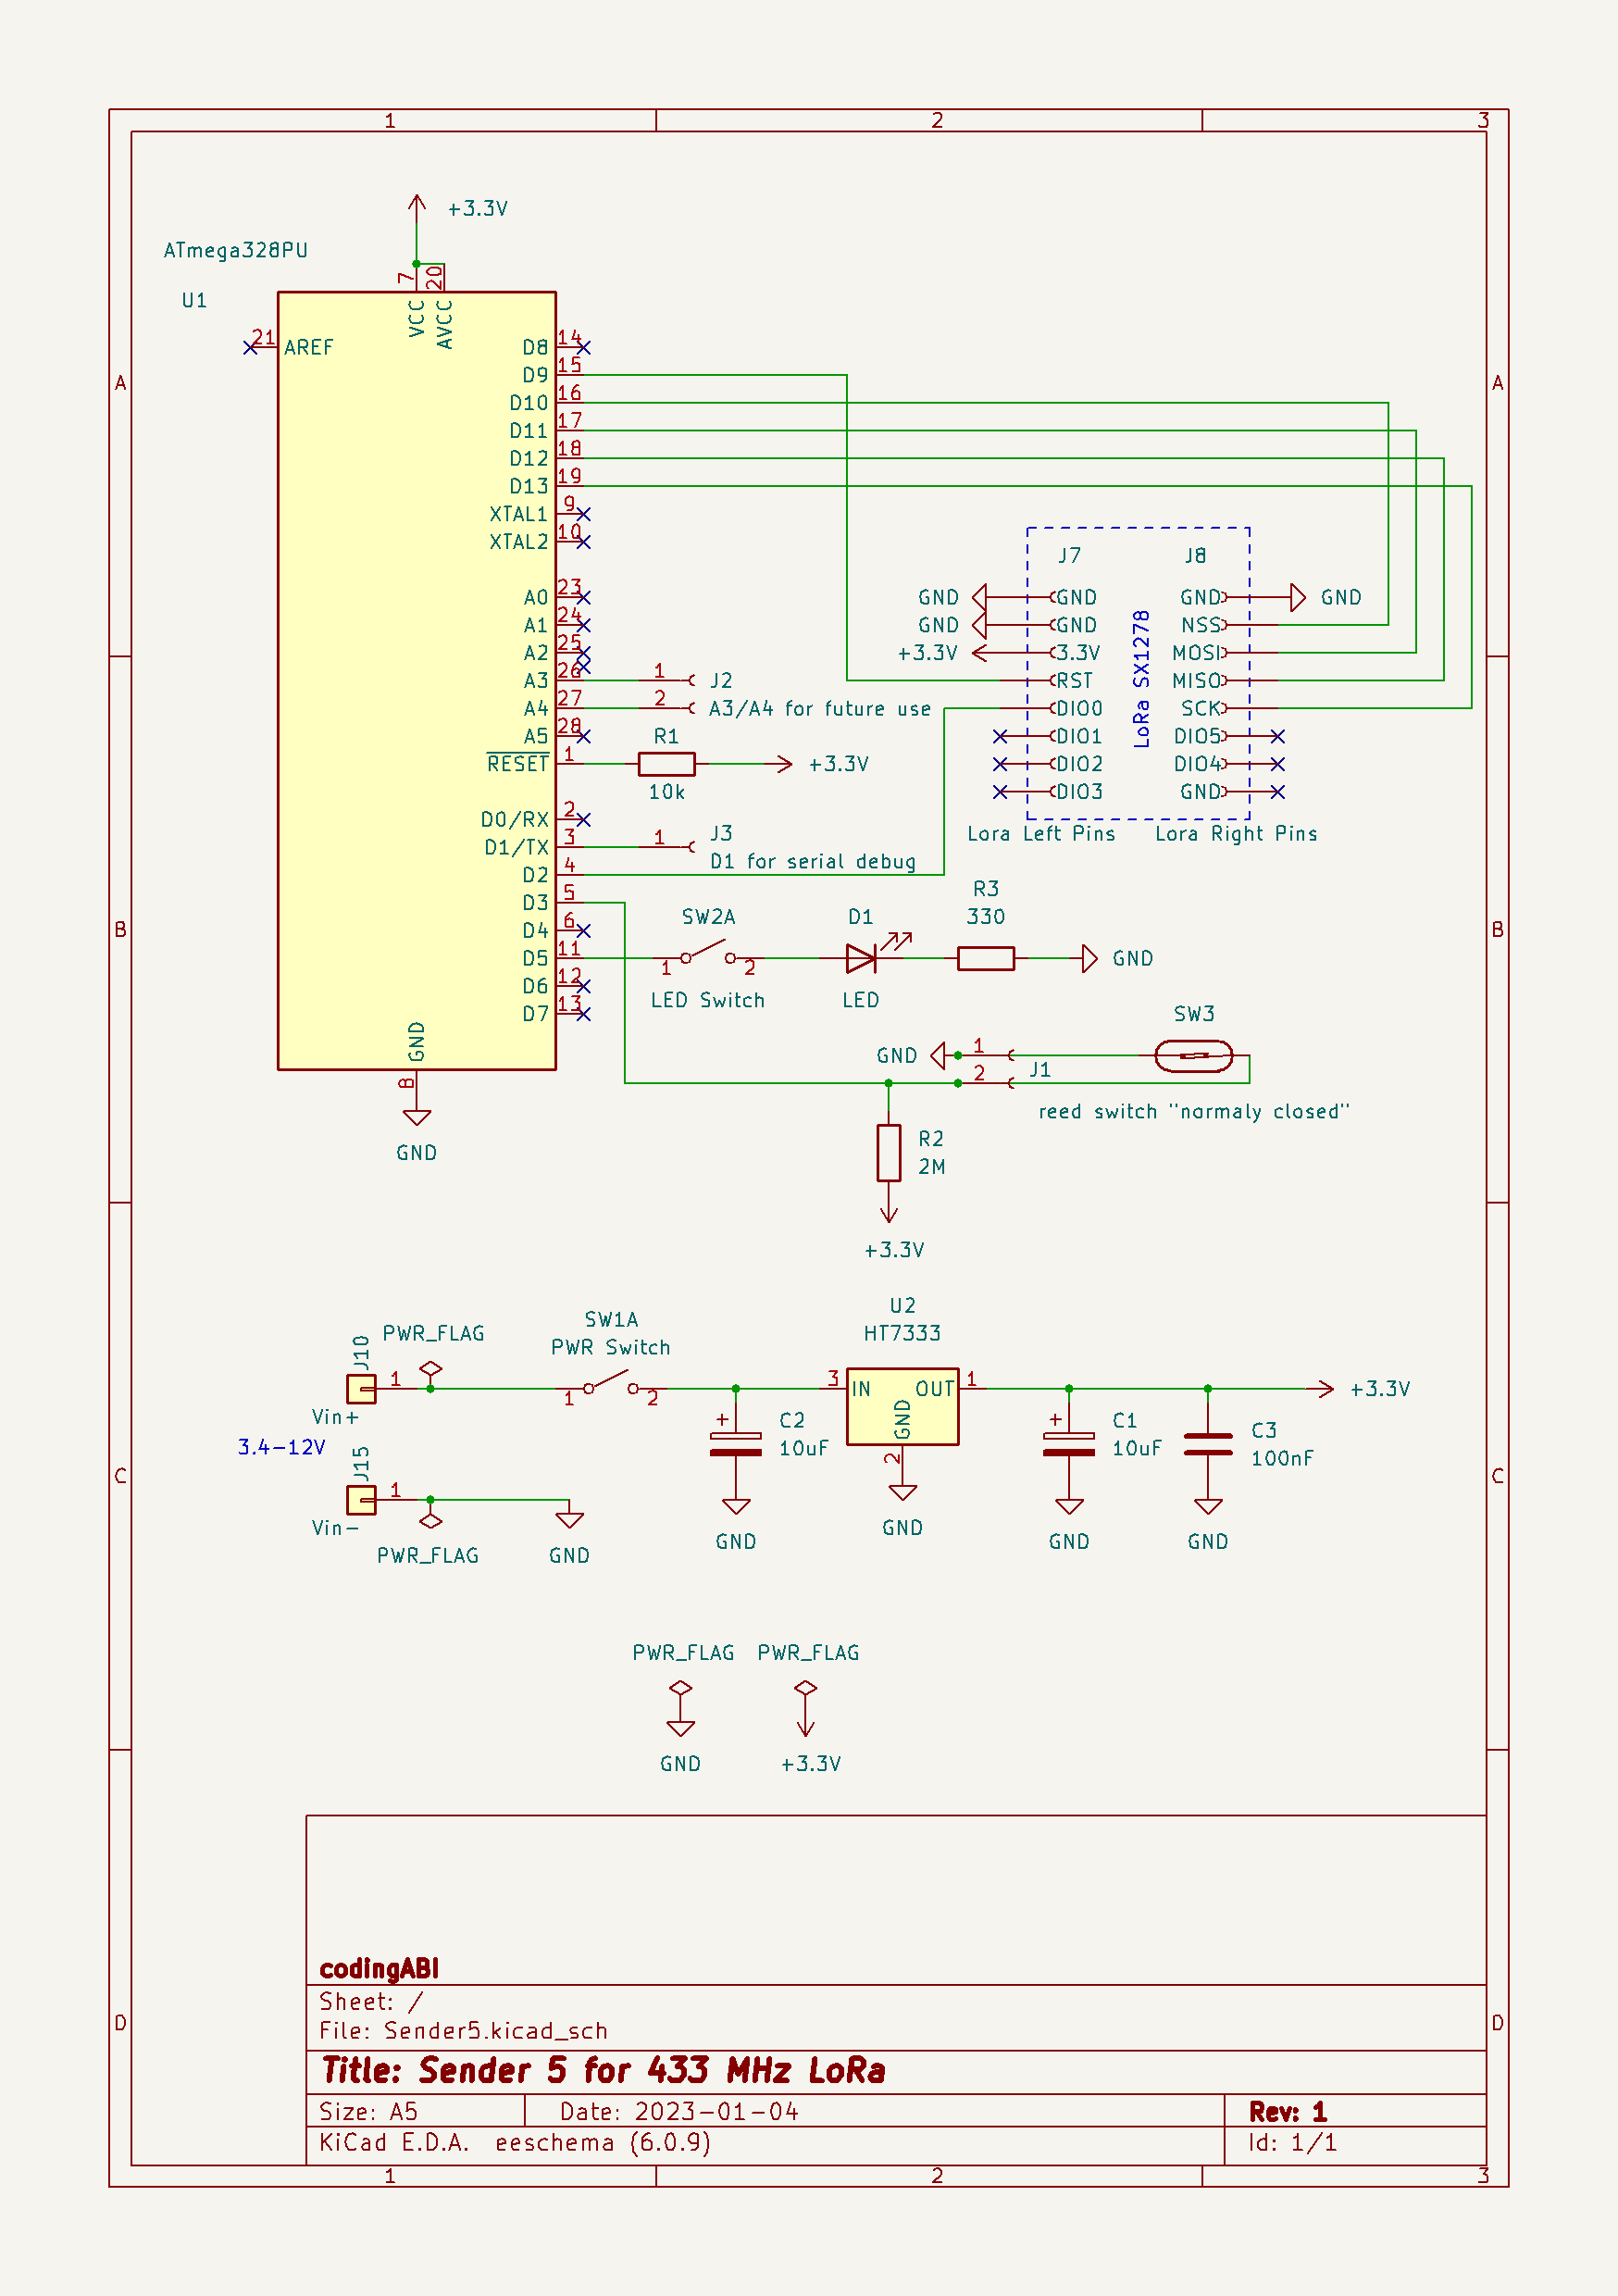 1 2 3
+3.3V
ATmega328PU
U1
7 20
VCC AVCC
21 AREF
D8 14
D9 15
A A
D10 16
D11 17
D12 18
D13 19
XTAL1 9
XTAL2 10
J7 J8
A0 23
GND GND GND GND
A1 24
GND GND NSS
A2 25
+3.3V 3.3V MOSI
LoRa SX1278
A3 26 1 J2
RST MISO
A4 27 2 A3/A4 for future use
DIO0 SCK
A5 28
R1
DIO1 DIO5
RESET 1
+3.3V
DIO2 DIO4
10k
DIO3 GND
D0/RX 2
Lora Left Pins Lora Right Pins
D1/TX 3 1 J3
D1 for serial debug
D2 4
R3
D3 5
SW2A D1 330
B B
D4 6
D5 11 1 2 GND
D6 12
LED Switch LED
D7 13
SW3
GND
GND 1
J1
8 2
reed switch "normaly closed"
GND
R2
2M
+3.3V
U2
SW1A
HT7333
J10
PWR_FLAG
PWR Switch
1 1 2
3 IN OUT 1
GND
2
+3.3V
Vin+
+ C2
10uF
+ C1
10uF
C3
100nF
3.4-12V
C C
J15
1
Vin-
PWR_FLAG
GND GND GND GND GND
PWR_FLAG PWR_FLAG
GND +3.3V
codingABI
Sheet: /
File: Sender5.kicad_sch
D D
Title: Sender 5 for 433 MHz LoRa
Size: A5 Date: 2023-01-04 Rev: 1
KiCad E.D.A. eeschema (6.0.9) Id: 1/1
1 2 3